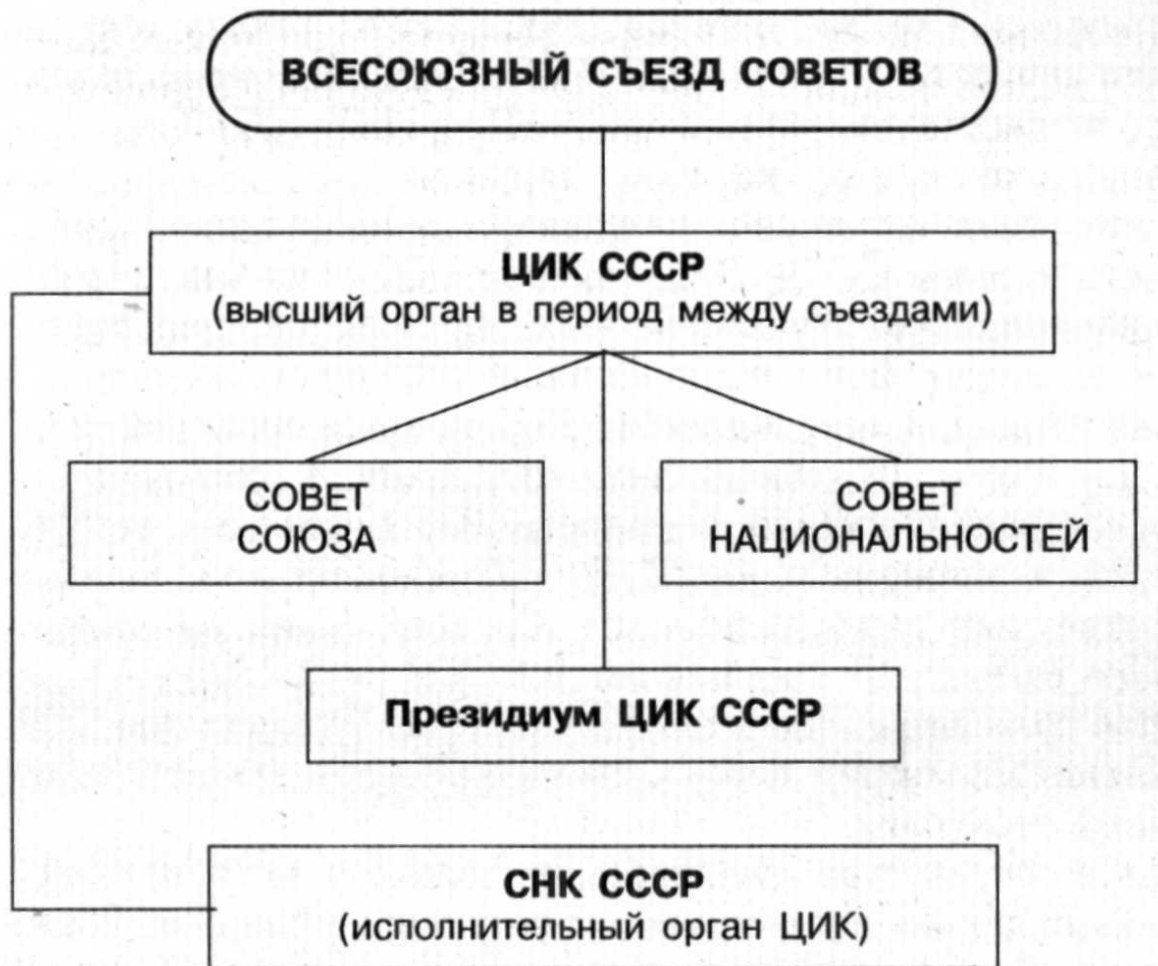 ВСЕСОЮЗНЫЙ СЪЕЗД СОВЕТОВ
ЦИК СССР
(высший орган в период между съездами)
СОВЕТ
СОЮЗА
СОВЕТ
НАЦИОНАЛЬНОСТЕЙ
Президиум ЦИК СССР
СНК СССР
(исполнительный орган ЦИК)